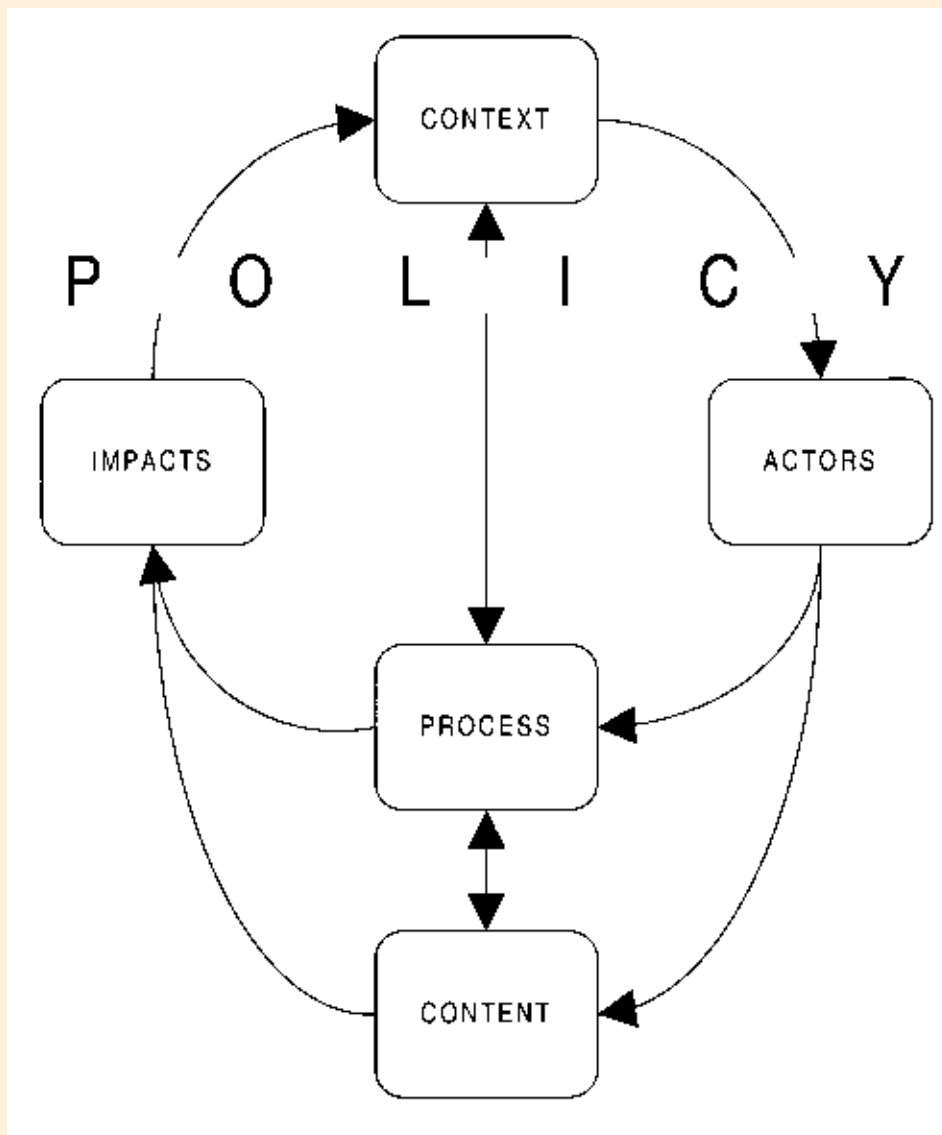 CONTEXT
P O L I C Y
IMPACTS
ACTORS
PROCESS
CONTENT